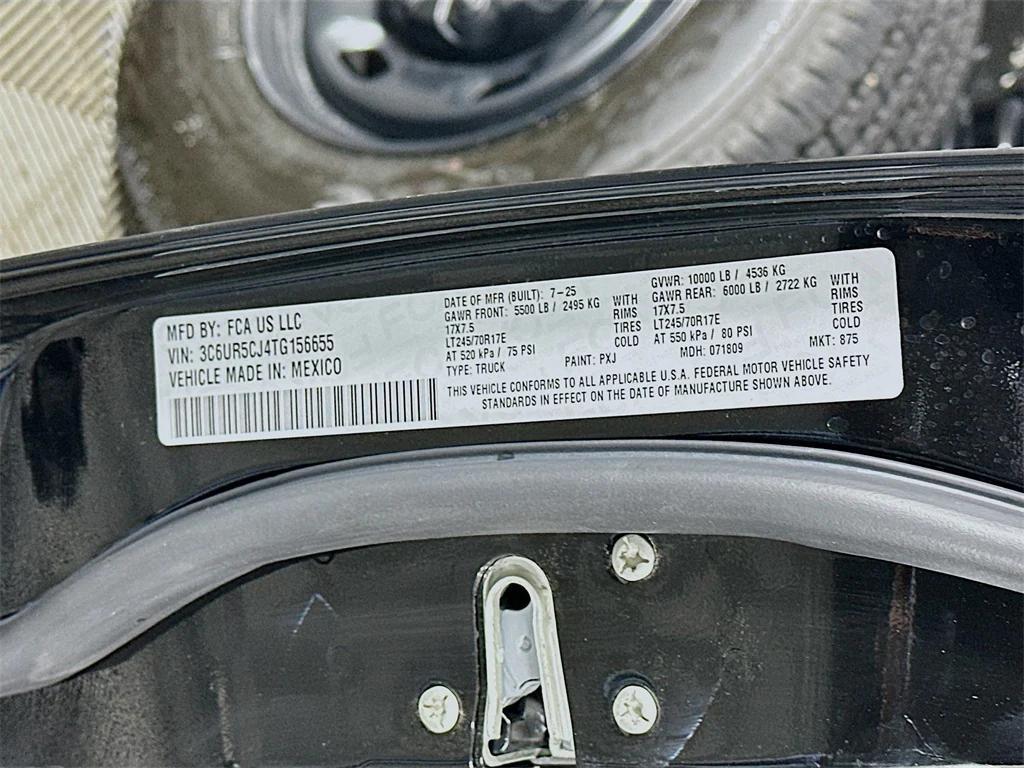 MFD BY: FCA US LLC
VIN: 3C6UR5CJ4TG156655
VEHICLE MADE IN: MEXICO
DATE OF MFR (BUILT): 7-25
GAWR FRONT: 5500 LB / 2495 KG WITH
17X7.5 RIMS
LT245/70R17E TIRES
AT 520 kPa / 75 PSI COLD
TYPE: TRUCK PAINT: PXJ
GVWR: 10000 LB / 4536 KG
GAWR REAR: 6000 LB / 2722 KG WITH
17X7.5 RIMS
LT245/70R17E TIRES
AT 550 kPa / 80 PSI COLD
MDH: 071809 MKT: 875
THIS VEHICLE CONFORMS TO ALL APPLICABLE U.S.A. FEDERAL MOTOR VEHICLE SAFETY
STANDARDS IN EFFECT ON THE DATE OF MANUFACTURE SHOWN ABOVE.